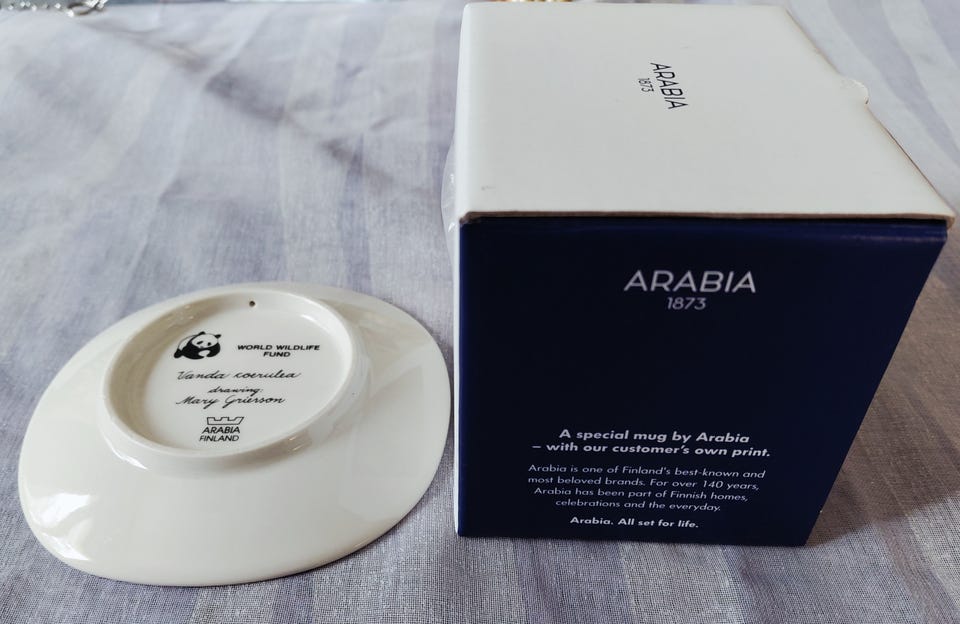 WORLD WILDLIFE
FUND
Vanda coerulea
drawing:
Mary Grierson
ARABIA
FINLAND
ARABIA
1873
ARABIA
1873
A special mug by Arabia
– with our customer's own print.
Arabia is one of Finland's best-known and
most beloved brands. For over 140 years,
Arabia has been part of Finnish homes,
celebrations and the everyday.
Arabia. All set for life.